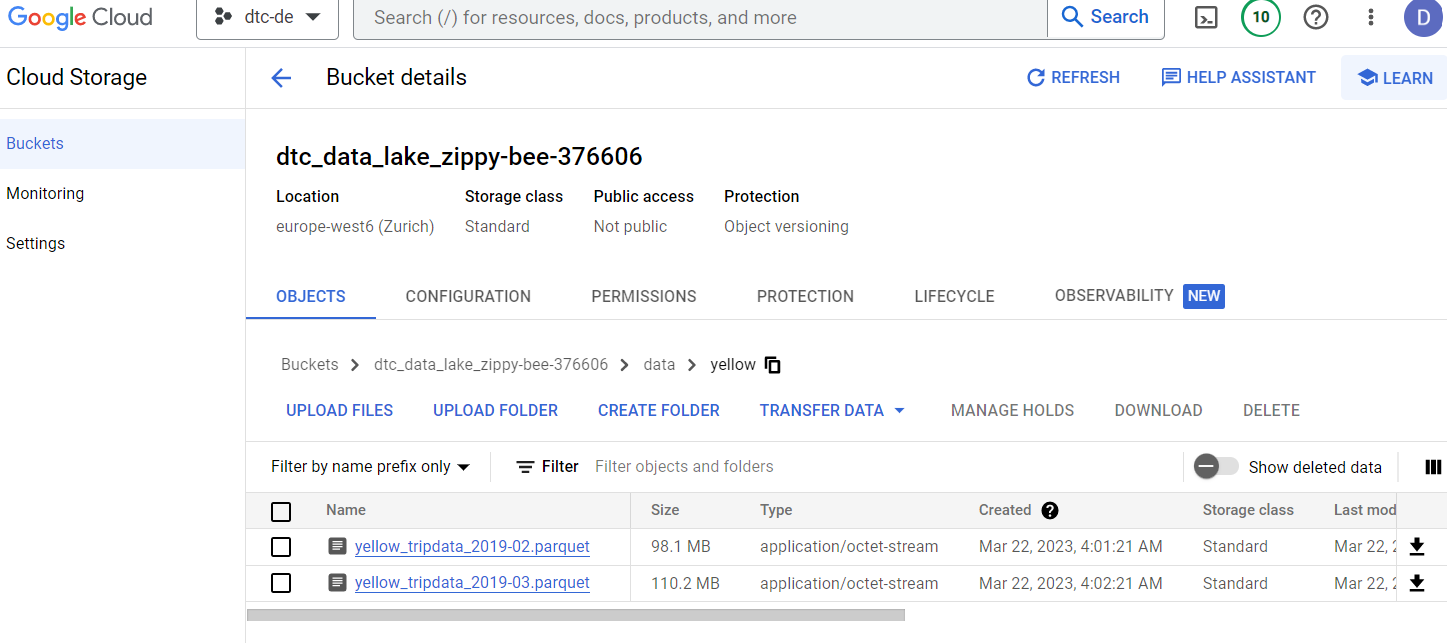 Google Cloud dtc-de Search (/) for resources, docs, products, and more Search 10 D
Cloud Storage Bucket details REFRESH HELP ASSISTANT LEARN
Buckets
Monitoring
Settings
dtc_data_lake_zippy-bee-376606
Location Storage class Public access Protection
europe-west6 (Zurich) Standard Not public Object versioning
OBJECTS CONFIGURATION PERMISSIONS PROTECTION LIFECYCLE OBSERVABILITY NEW
Buckets > dtc_data_lake_zippy-bee-376606 > data > yellow
UPLOAD FILES UPLOAD FOLDER CREATE FOLDER TRANSFER DATA MANAGE HOLDS DOWNLOAD DELETE
Filter by name prefix only Filter Filter objects and folders Show deleted data
Name Size Type Created Storage class Last mod
yellow_tripdata_2019-02.parquet 98.1 MB application/octet-stream Mar 22, 2023, 4:01:21 AM Standard Mar 22,
yellow_tripdata_2019-03.parquet 110.2 MB application/octet-stream Mar 22, 2023, 4:02:21 AM Standard Mar 22,